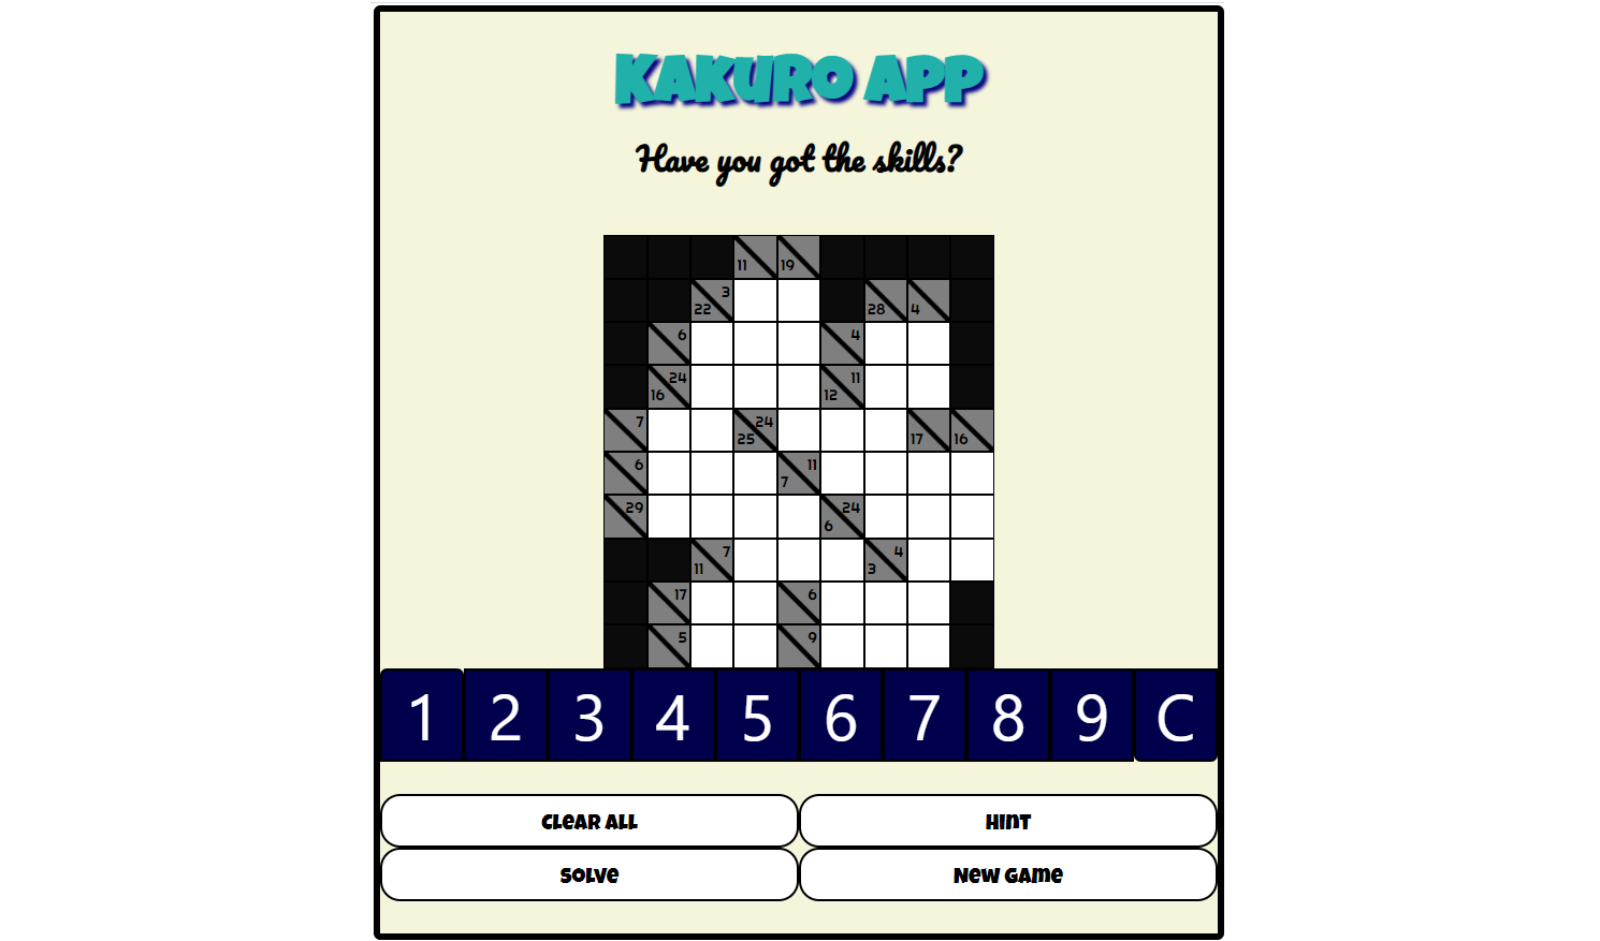 KAKURO APP
Have you got the skills?
11 19
3 22 28 4
6 4
24 16 11 12
7 24 25 17 16
6 11 7
29 24 6
7 11 4 3
17 6
5 9
1 2 3 4 5 6 7 8 9 C
CLEAR ALL HINT
SOLVE NEW GAME